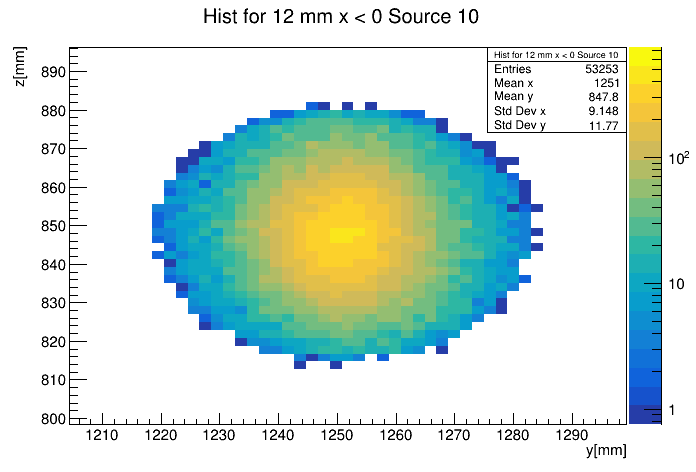 Hist for 12 mm x < 0 Source 10
z[mm]
Hist for 12 mm x < 0 Source 10
Entries 53253
Mean x 1251
Mean y 847.8
Std Dev x 9.148
Std Dev y 11.77
890
880
870
860
850
840
830
820
810
800
10²
10
1
1210 1220 1230 1240 1250 1260 1270 1280 1290
y[mm]